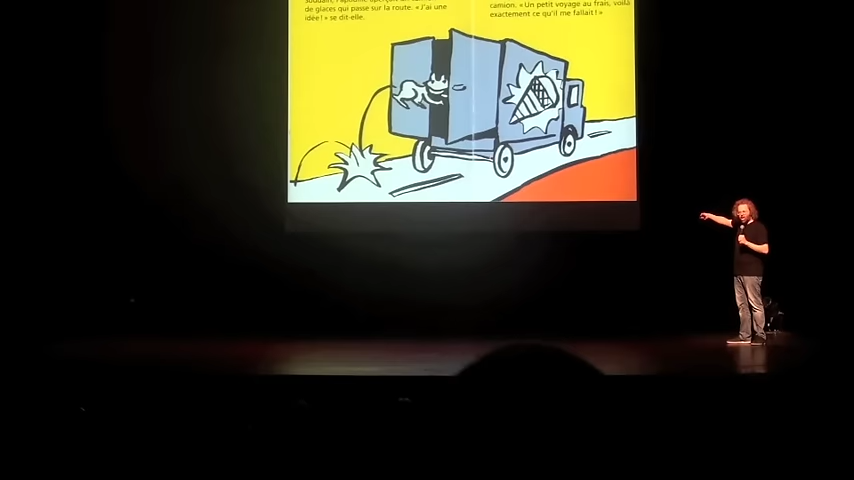 Soudain,
de glaces qui passe sur la route. « J'ai une
idée ! » se dit-elle.
camion. « Un petit voyage au frais, voilà
exactement ce qu'il me fallait ! »